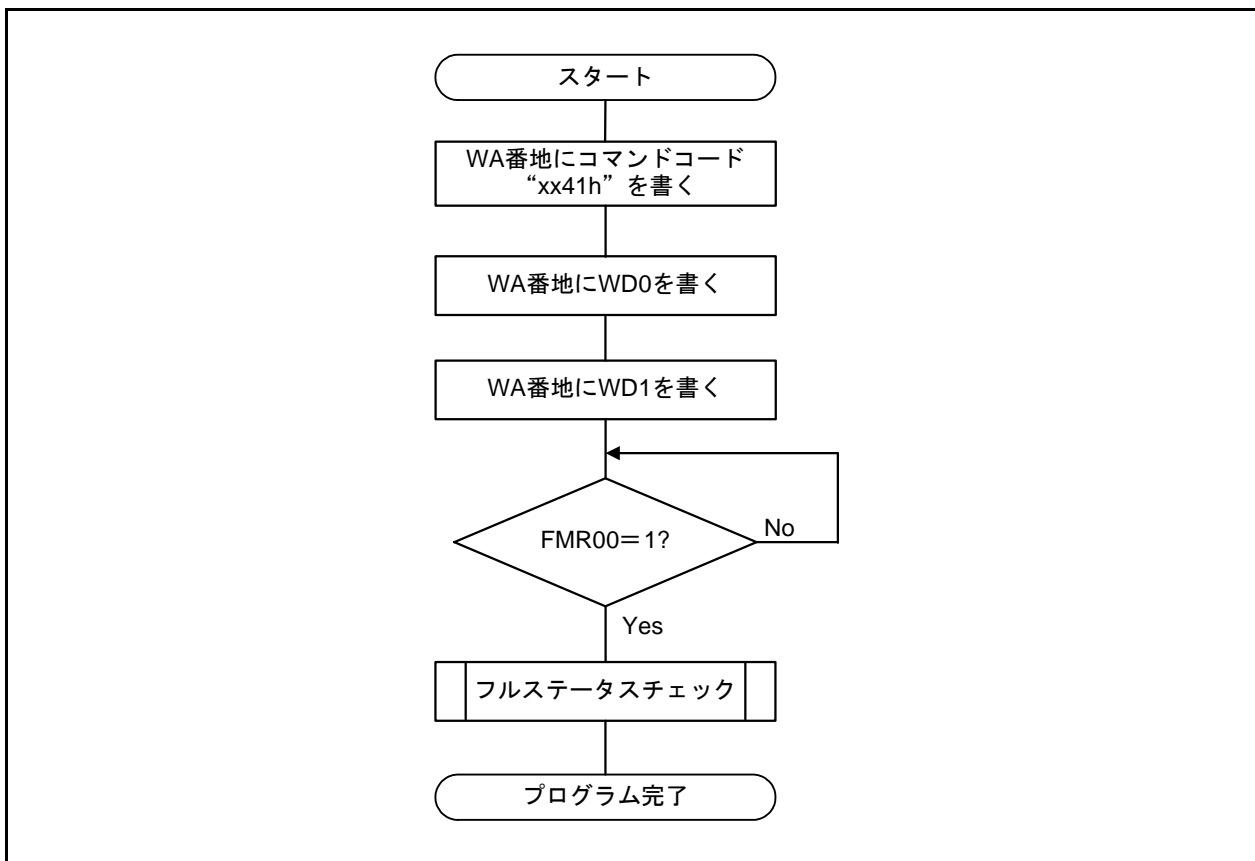 スタート
WA番地にコマンドコード
“xx41h”を書く
WA番地にWD0を書く
WA番地にWD1を書く
FMR00＝1?
No
Yes
フルステータスチェック
プログラム完了